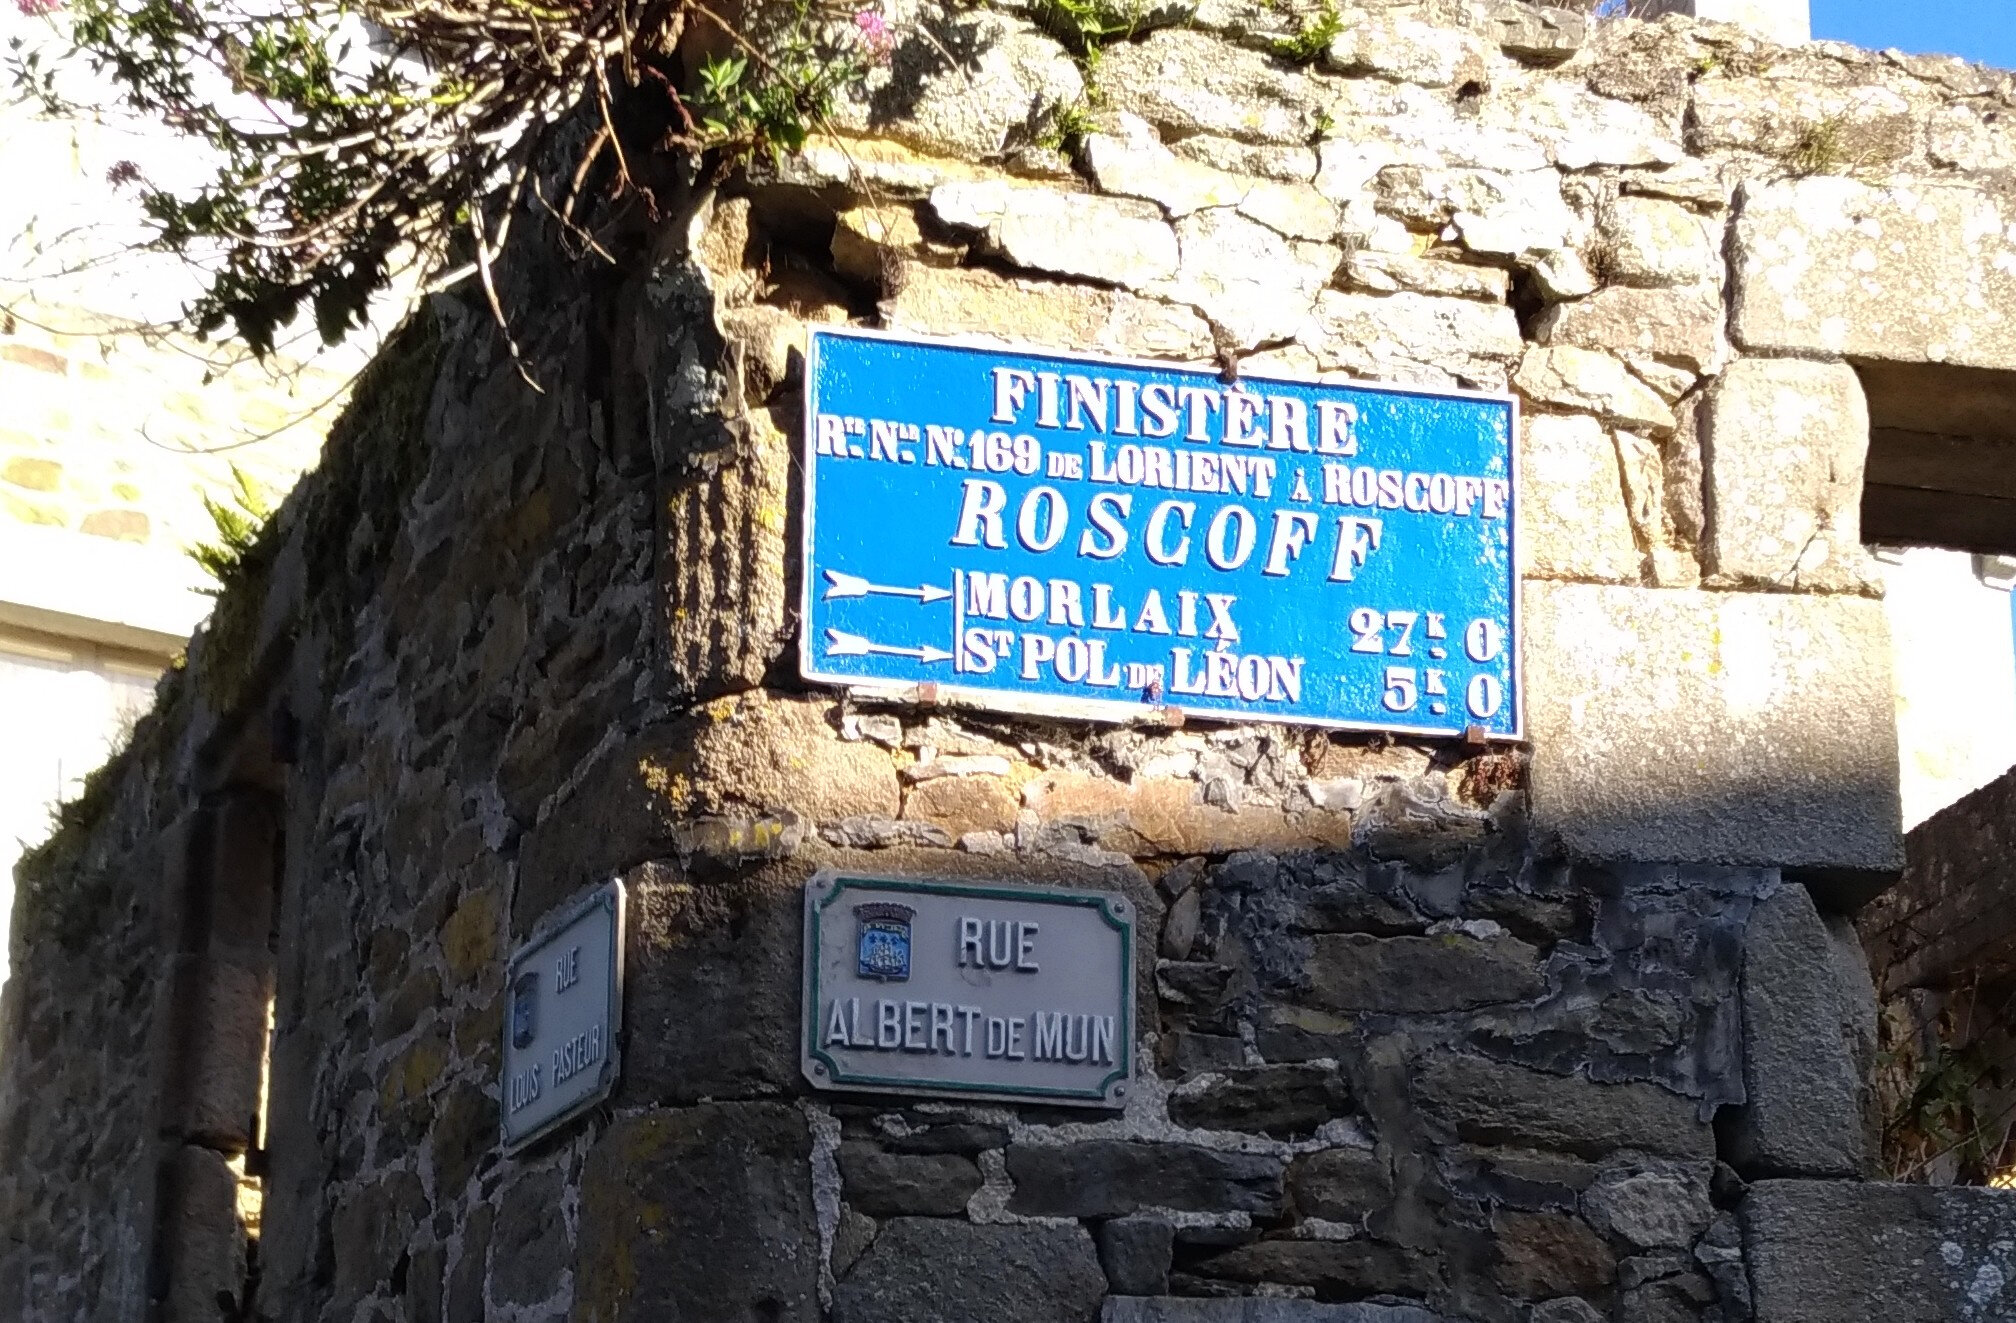 FINISTÈRE
Rte. Nle. No. 169 DE LORIENT À ROSCOFF
ROSCOFF
MORLAIX 27K. 0
ST POL DE LÉON 5K. 0
RUE
LOUIS PASTEUR
RUE
ALBERT DE MUN